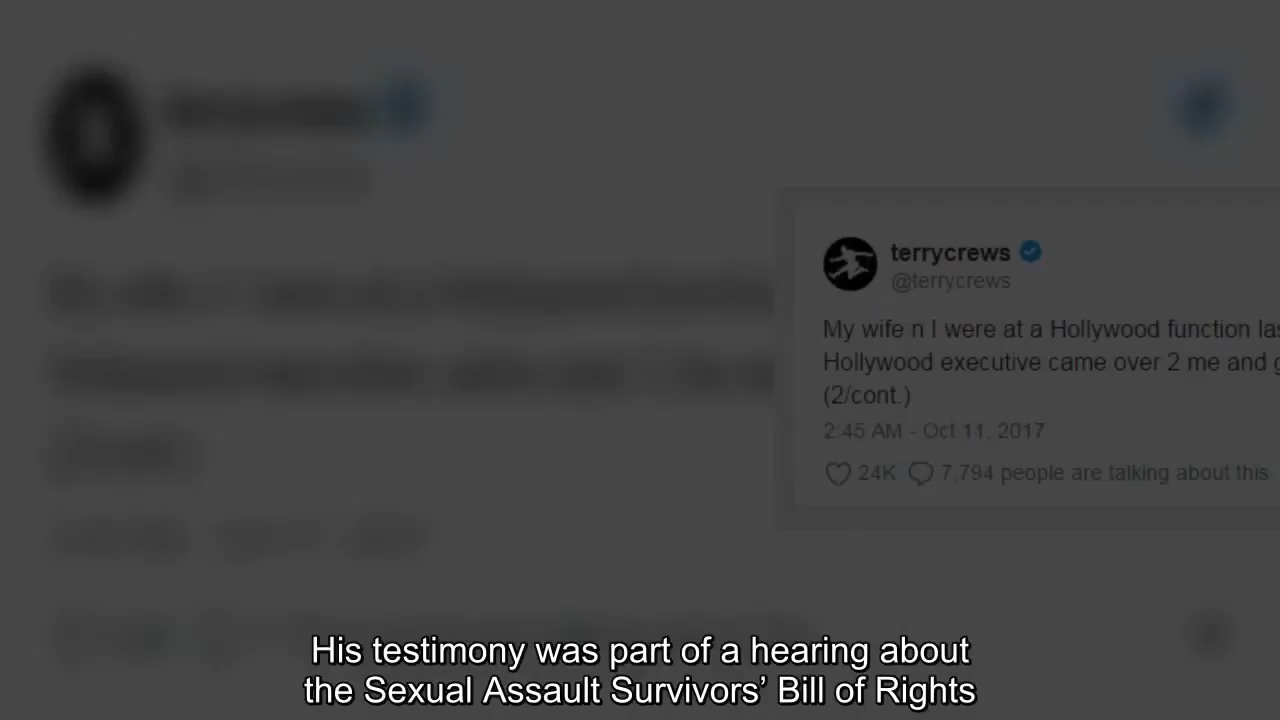 terrycrews
@terrycrews
My wife n I were at a Hollywood function
Hollywood executive came over 2 me and
(2/cont.)
2:45 AM - Oct 11, 2017
24K 7,794 people are talking about this
His testimony was part of a hearing about
the Sexual Assault Survivors’ Bill of Rights